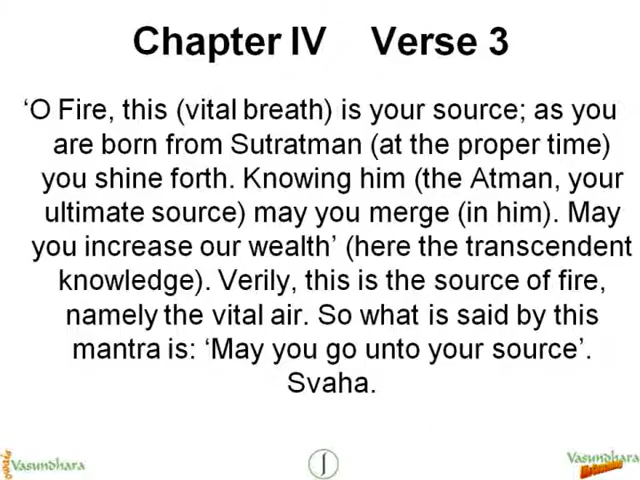 Chapter IV Verse 3
‘O Fire, this (vital breath) is your source; as you
are born from Sutratman (at the proper time)
you shine forth. Knowing him (the Atman, your
ultimate source) may you merge (in him). May
you increase our wealth’ (here the transcendent
knowledge). Verily, this is the source of fire,
namely the vital air. So what is said by this
mantra is: ‘May you go unto your source’.
Svaha.
Vasundhara
Vasundhara